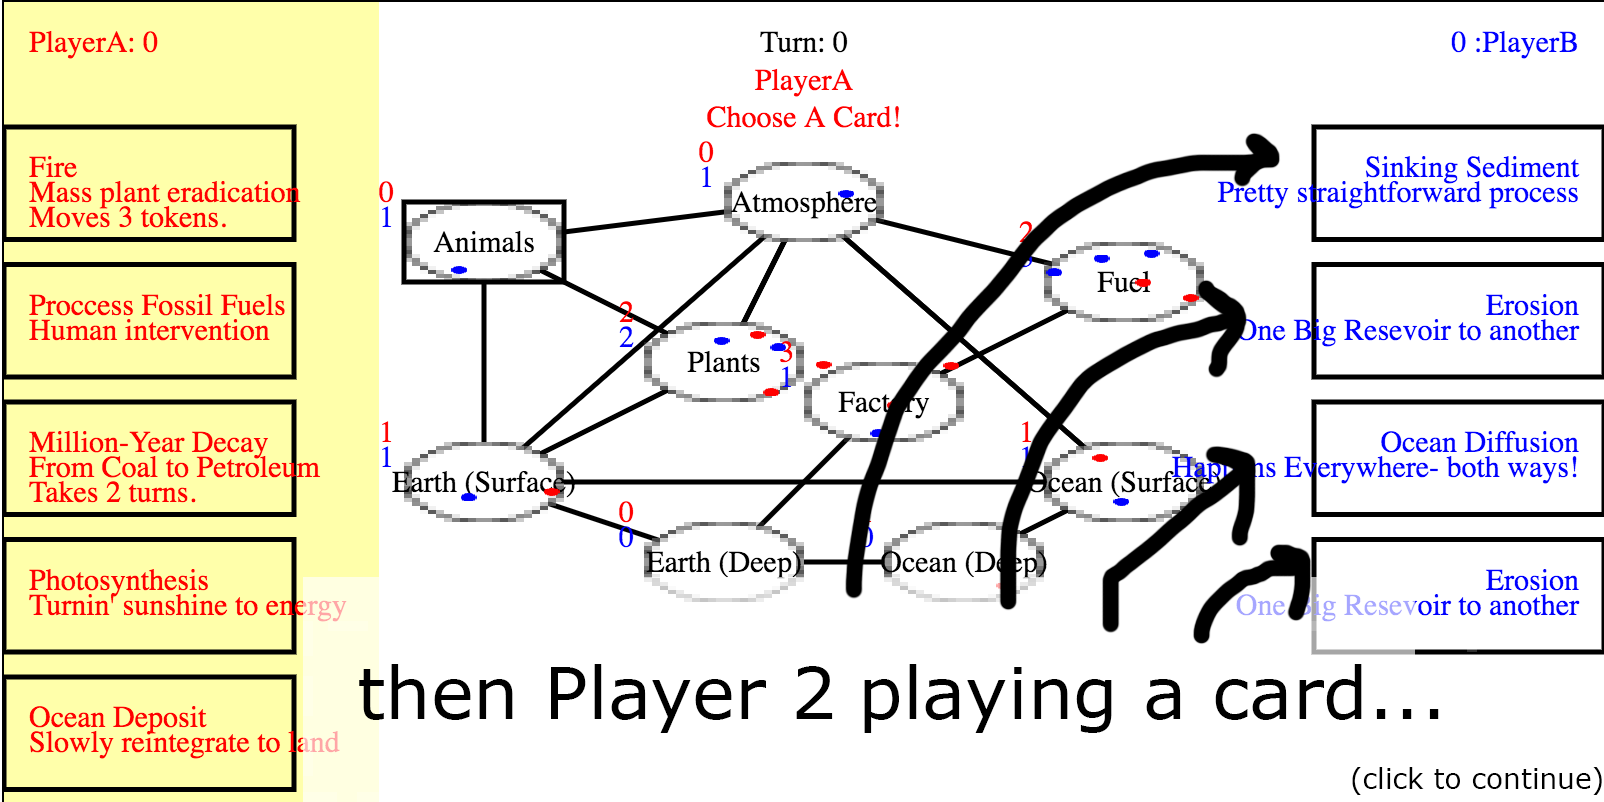 PlayerA: 0
Turn: 0
0 :PlayerB
PlayerA
Choose A Card!
Fire
Mass plant eradication
Moves 3 tokens.
Proccess Fossil Fuels
Human intervention
Million-Year Decay
From Coal to Petroleum
Takes 2 turns.
Photosynthesis
Turnin' sunshine to energy
Ocean Deposit
Slowly reintegrate to land
0
1
Atmosphere
0
1
Animals
2
Fuel
2
2
Plants
3
1
Factory
1
1
Earth (Surface)
1
1
Ocean (Surface)
0
0
Earth (Deep)
0
Ocean (Deep)
Sinking Sediment
Pretty straightforward process
Erosion
One Big Resevoir to another
Ocean Diffusion
Happens Everywhere- both ways!
Erosion
One Big Resevoir to another
then Player 2 playing a card...
(click to continue)